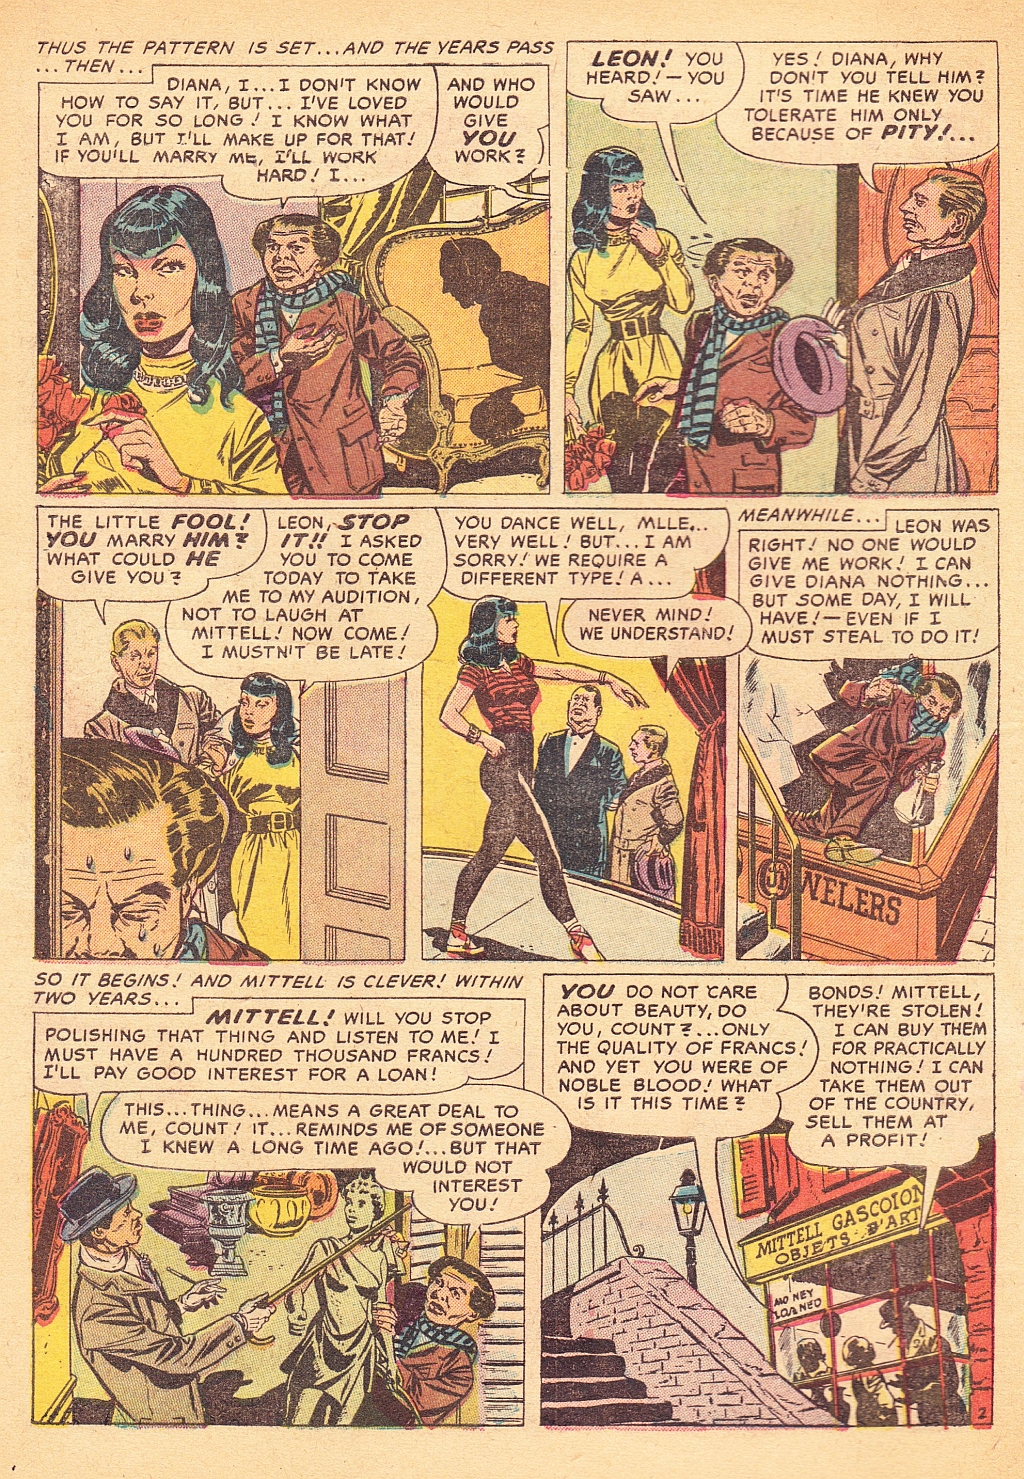 THUS THE PATTERN IS SET...AND THE YEARS PASS
...THEN...
DIANA, I...I DON'T KNOW
HOW TO SAY IT, BUT... I'VE LOVED
YOU FOR SO LONG! I KNOW WHAT
I AM, BUT I'LL MAKE UP FOR THAT!
IF YOU'LL MARRY ME, I'LL WORK
HARD! I...
AND WHO
WOULD
GIVE
YOU
WORK?
LEON! YOU
HEARD!-YOU
SAW...
YES! DIANA, WHY
DON'T YOU TELL HIM?
IT'S TIME HE KNEW YOU
TOLERATE HIM ONLY
BECAUSE OF PITY!...
THE LITTLE FOOL!
YOU MARRY HIM?
WHAT COULD HE
GIVE YOU?
LEON, STOP
IT!! I ASKED
YOU TO COME
TODAY TO TAKE
ME TO MY AUDITION,
NOT TO LAUGH AT
MITTELL! NOW COME!
I MUSTN'T BE LATE!
YOU DANCE WELL, MLLE...
VERY WELL! BUT...I AM
SORRY! WE REQUIRE A
DIFFERENT TYPE! A...
NEVER MIND!
WE UNDERSTAND!
MEANWHILE...
LEON WAS
RIGHT! NO ONE WOULD
GIVE ME WORK! I CAN
GIVE DIANA NOTHING...
BUT SOME DAY, I WILL
HAVE!-EVEN IF I
MUST STEAL TO DO IT!
JEWELERS
SO IT BEGINS! AND MITTELL IS CLEVER! WITHIN
TWO YEARS...
MITTELL! WILL YOU STOP
POLISHING THAT THING AND LISTEN TO ME! I
MUST HAVE A HUNDRED THOUSAND FRANCS!
I'LL PAY GOOD INTEREST FOR A LOAN!
THIS...THING...MEANS A GREAT DEAL TO
ME, COUNT! IT...REMINDS ME OF SOMEONE
I KNEW A LONG TIME AGO!...BUT THAT
WOULD NOT
INTEREST
YOU!
YOU DO NOT CARE
ABOUT BEAUTY, DO
YOU, COUNT?...ONLY
THE QUALITY OF FRANCS!
AND YET YOU WERE OF
NOBLE BLOOD! WHAT
IS IT THIS TIME?
BONDS! MITTELL,
THEY'RE STOLEN!
I CAN BUY THEM
FOR PRACTICALLY
NOTHING! I CAN
TAKE THEM OUT
OF THE COUNTRY,
SELL THEM AT
A PROFIT!
MITTELL GASCOION
OBJETS D'ART
MONEY
LOANED
2